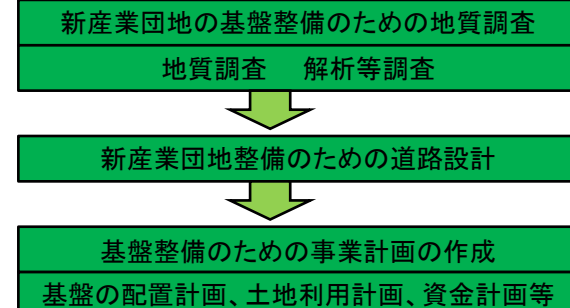 新産業団地の基盤整備のための地質調査
地質調査　解析等調査
新産業団地整備のための道路設計
基盤整備のための事業計画の作成
基盤の配置計画、土地利用計画、資金計画等